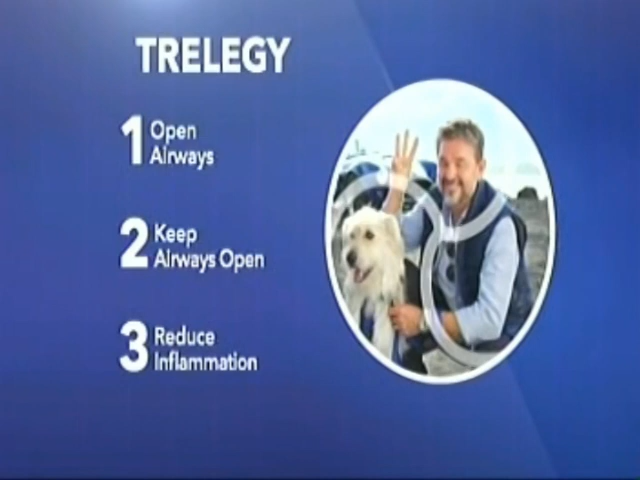 TRELEGY
1 Open
Airways
2 Keep
Airways Open
3 Reduce
Inflammation